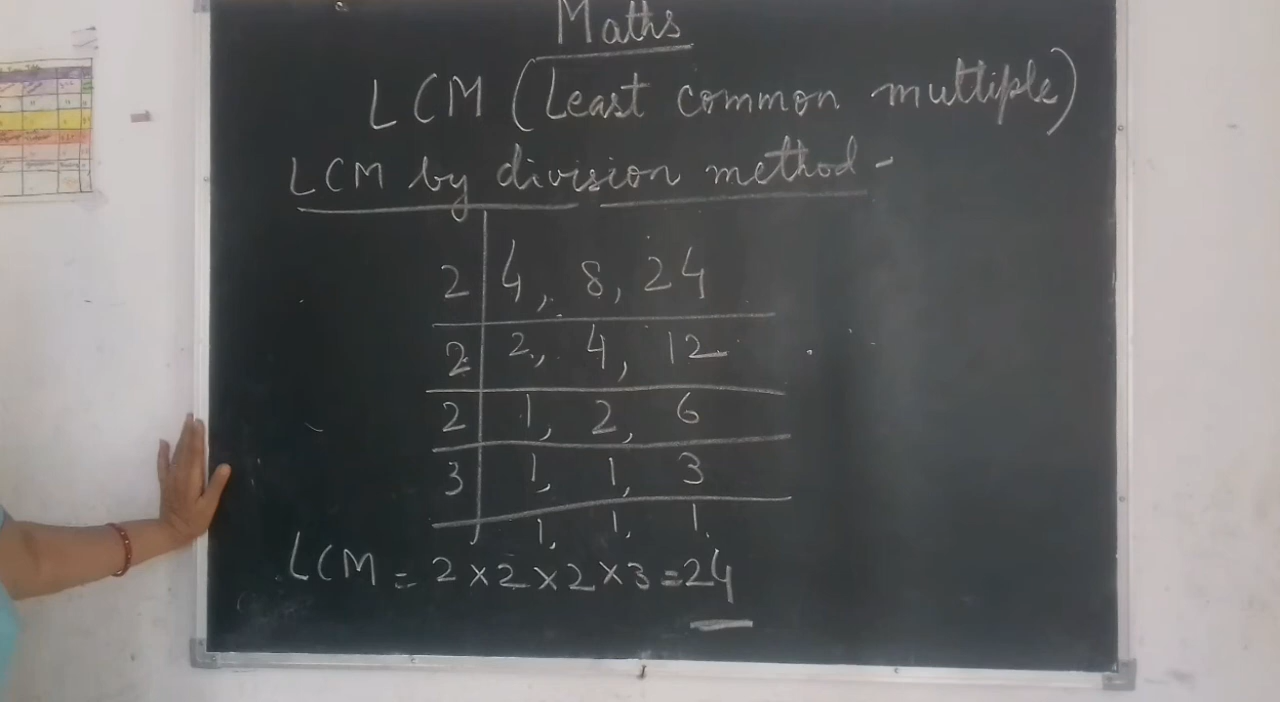 Maths
LCM (Least common multiple)
LCM by division method -
2 | 4, 8, 24
2 | 2, 4, 12
2 | 1, 2, 6
3 | 1, 1, 3
1, 1, 1
LCM = 2×2×2×3=24